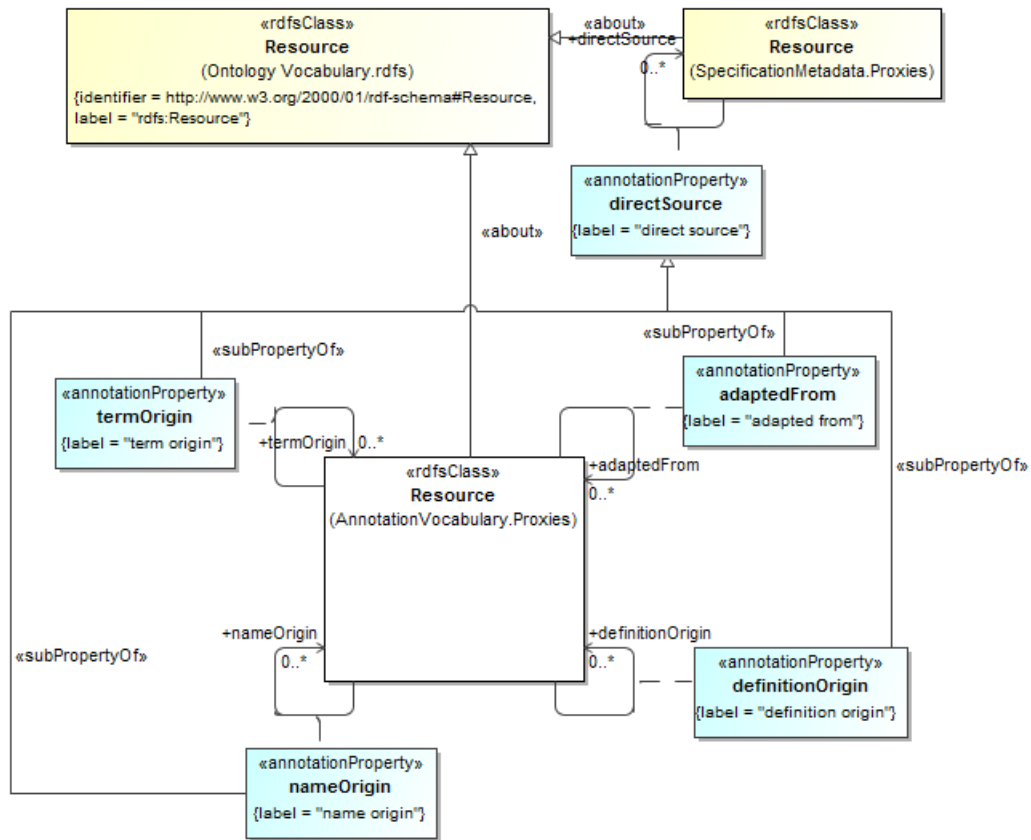 «rdfsClass»
Resource
(Ontology Vocabulary.rdfs)
{identifier = http://www.w3.org/2000/01/rdf-schema#Resource,
label = "rdfs:Resource"}
«about»
+directSource
0..*
«rdfsClass»
Resource
(SpecificationMetadata.Proxies)
«annotationProperty»
directSource
{label = "direct source"}
«about»
«subPropertyOf»
«subPropertyOf»
«annotationProperty»
termOrigin
{label = "term origin"}
+termOrigin
0..*
«annotationProperty»
adaptedFrom
{label = "adapted from"}
+adaptedFrom
0..*
«subPropertyOf»
«rdfsClass»
Resource
(AnnotationVocabulary.Proxies)
+nameOrigin
0..*
«subPropertyOf»
+definitionOrigin
0..*
«annotationProperty»
definitionOrigin
{label = "definition origin"}
«annotationProperty»
nameOrigin
{label = "name origin"}